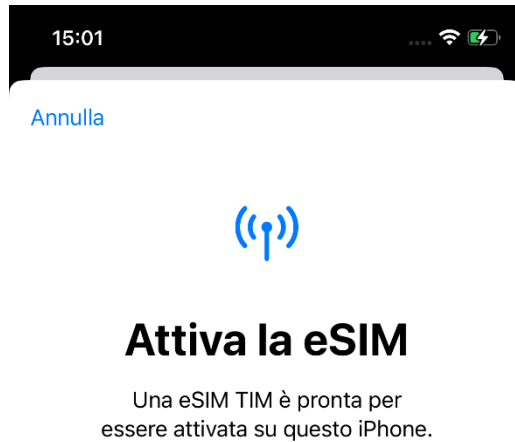 15:01
Annulla
Attiva la eSIM
Una eSIM TIM è pronta per
essere attivata su questo iPhone.